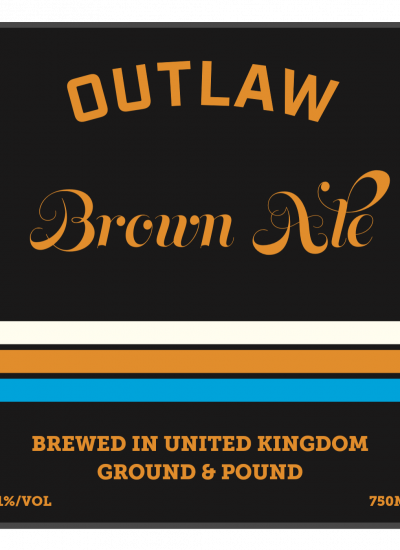 OUTLAW
Brown Ale
BREWED IN UNITED KINGDOM
GROUND & POUND
1%/VOL 750M